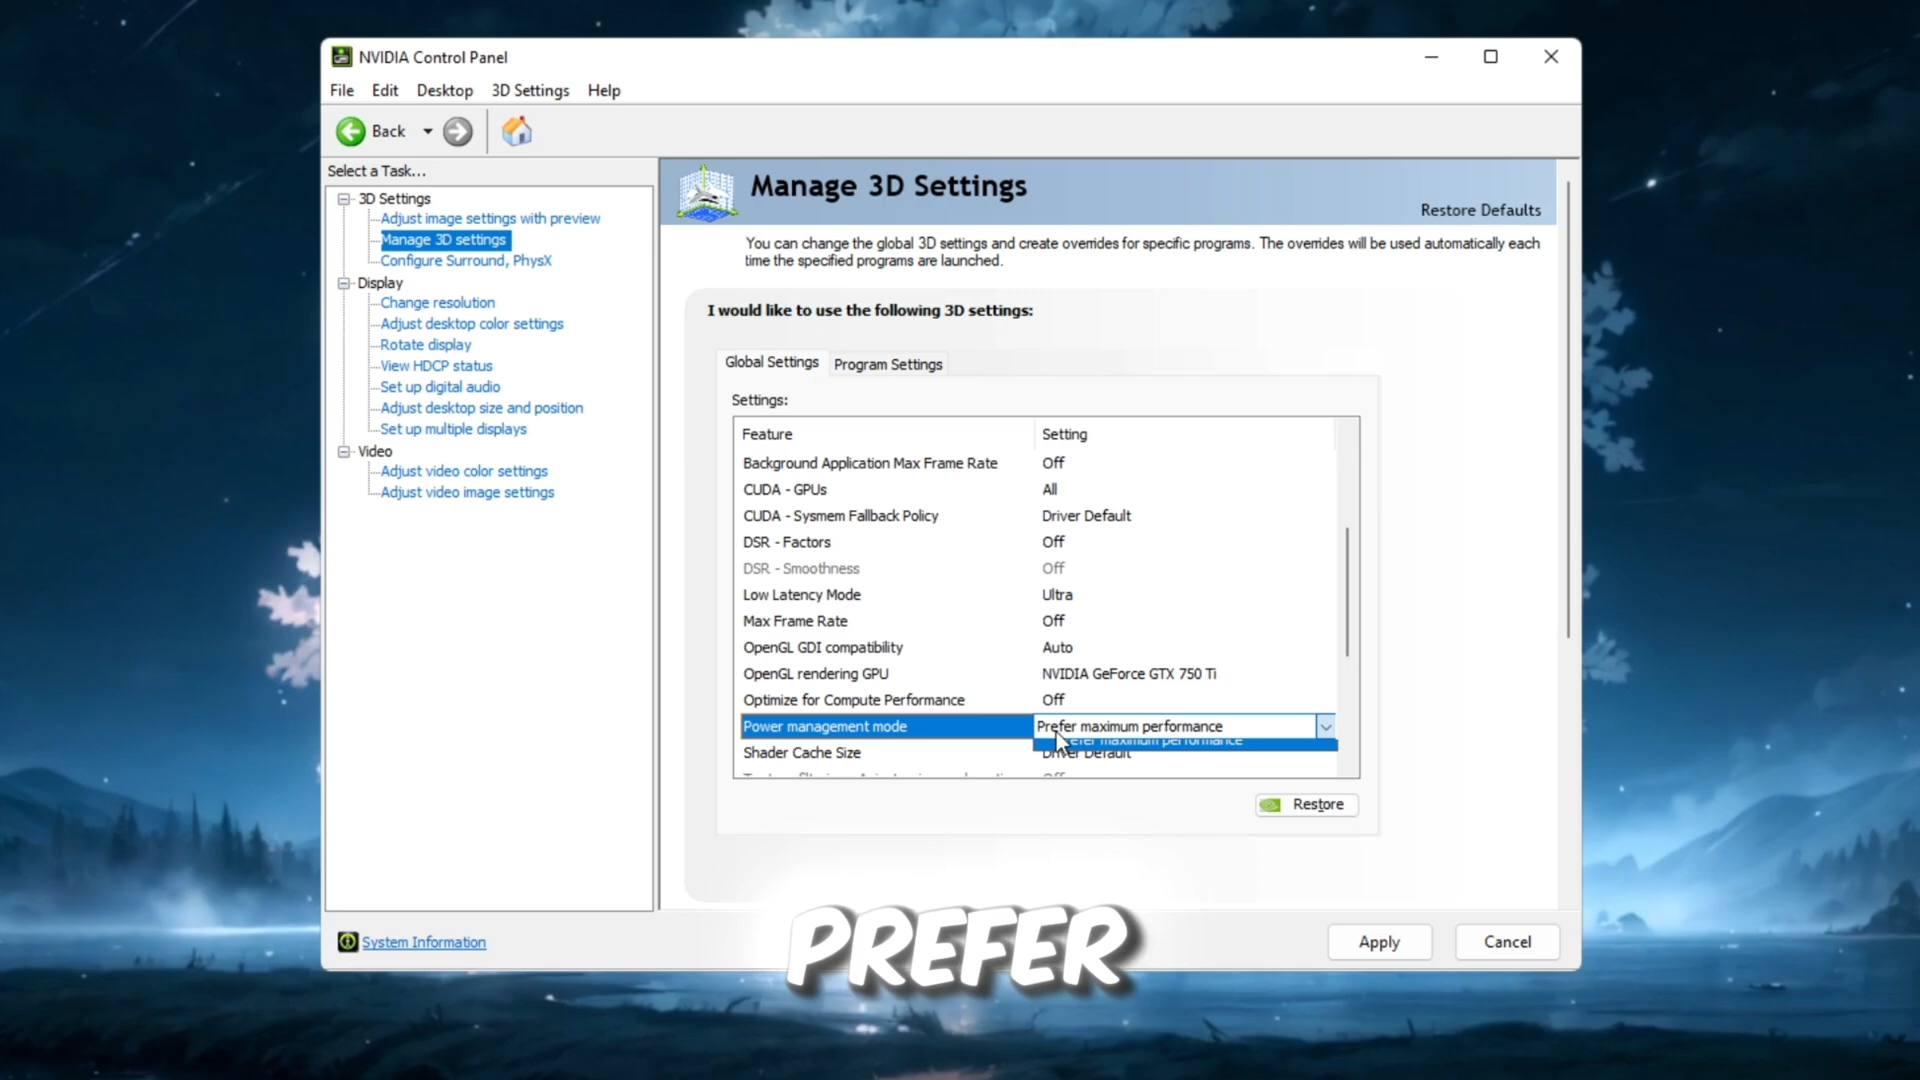 NVIDIA Control Panel
File Edit Desktop 3D Settings Help
Back
Select a Task...
3D Settings
Adjust image settings with preview
Manage 3D settings
Configure Surround, PhysX
Display
Change resolution
Adjust desktop color settings
Rotate display
View HDCP status
Set up digital audio
Adjust desktop size and position
Set up multiple displays
Video
Adjust video color settings
Adjust video image settings
System Information
Manage 3D Settings
Restore Defaults
You can change the global 3D settings and create overrides for specific programs. The overrides will be used automatically each
time the specified programs are launched.
I would like to use the following 3D settings:
Global Settings Program Settings
Settings:
Feature Setting
Background Application Max Frame Rate Off
CUDA - GPUs All
CUDA - Sysmem Fallback Policy Driver Default
DSR - Factors Off
DSR - Smoothness Off
Low Latency Mode Ultra
Max Frame Rate Off
OpenGL GDI compatibility Auto
OpenGL rendering GPU NVIDIA GeForce GTX 750 Ti
Optimize for Compute Performance Off
Power management mode Prefer maximum performance
maximum performance
Shader Cache Size Driver Default
Restore
Apply Cancel
PREFER